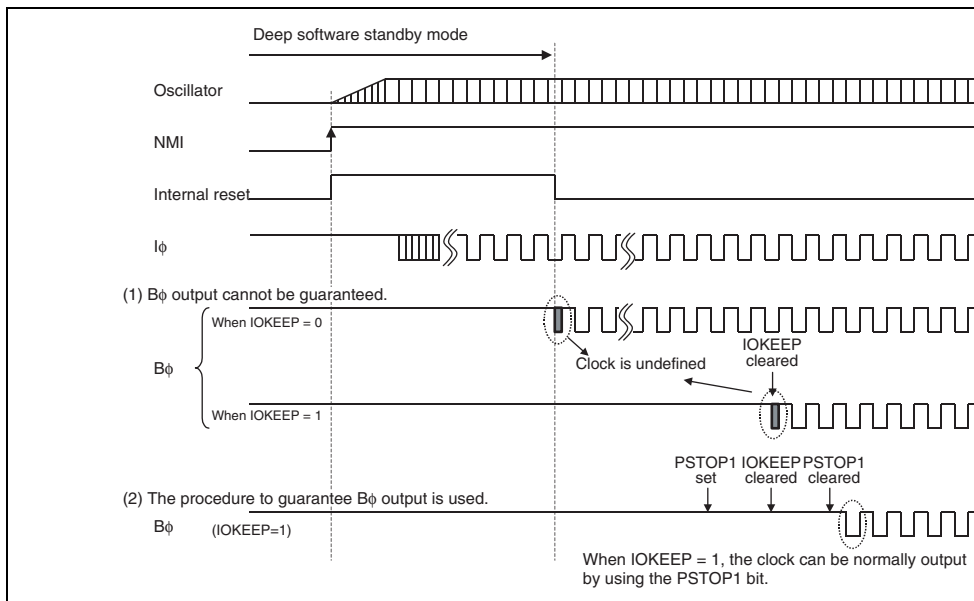 Deep software standby mode
Oscillator
NMI
Internal reset
Iϕ
(1) Bϕ output cannot be guaranteed.
When IOKEEP = 0
Clock is undefined
IOKEEP
cleared
Bϕ
When IOKEEP = 1
PSTOP1 IOKEEP PSTOP1
set cleared cleared
(2) The procedure to guarantee Bϕ output is used.
Bϕ (IOKEEP=1)
When IOKEEP = 1, the clock can be normally output
by using the PSTOP1 bit.